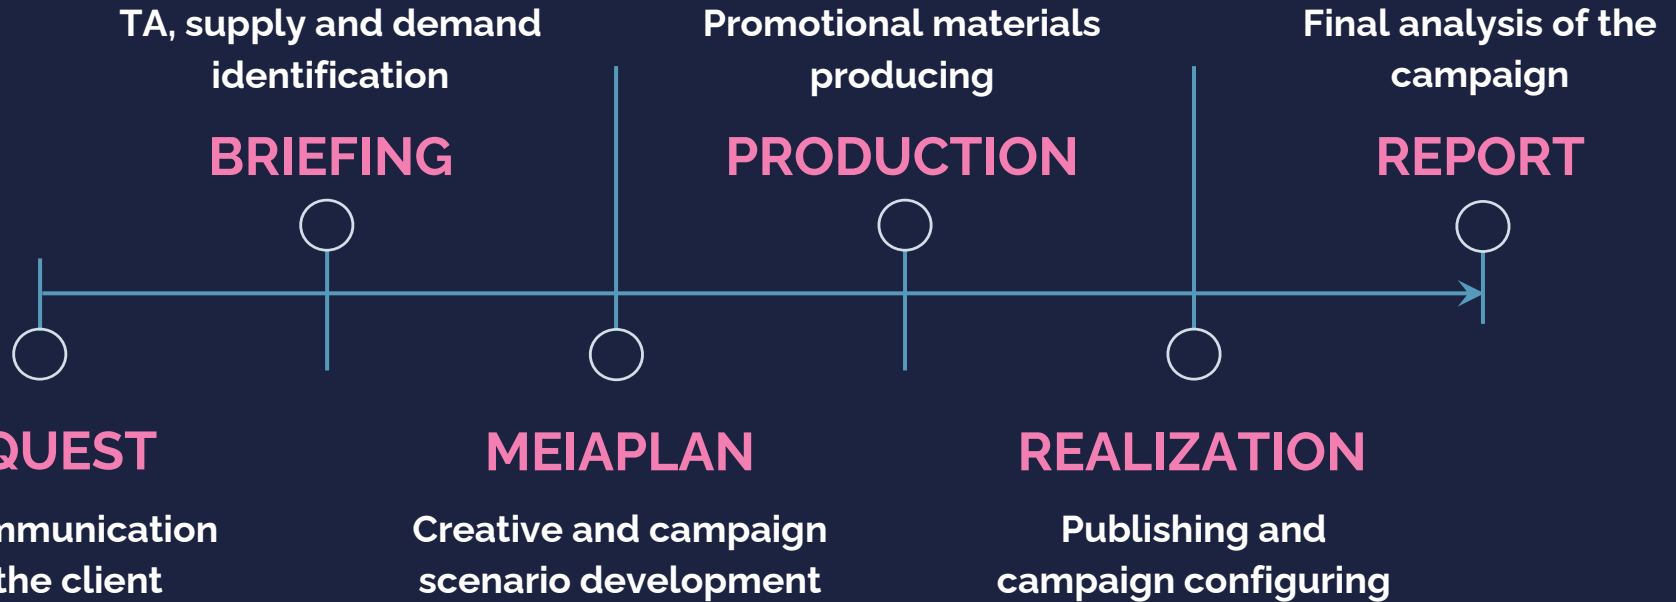 TA, supply and demand
identification
BRIEFING
Promotional materials
producing
PRODUCTION
Final analysis of the
campaign
REPORT
QUEST
mmunication
the client
MEIAPLAN
Creative and campaign
scenario development
REALIZATION
Publishing and
campaign configuring